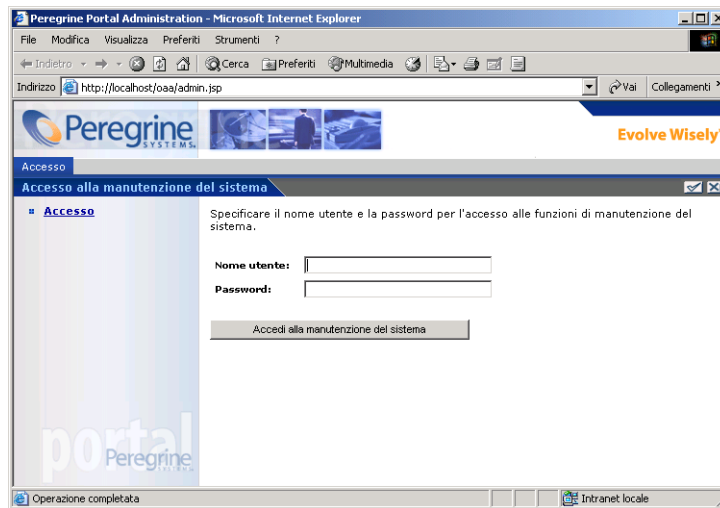 Peregrine Portal Administration - Microsoft Internet Explorer
File Modifica Visualizza Preferiti Strumenti ?
Indietro Cerca Preferiti Multimedia
Indirizzo http://localhost/oaa/admin.jsp Vai Collegamenti »
Peregrine
SYSTEMS.
Evolve Wisely
Accesso
Accesso alla manutenzione del sistema
Accesso
Specificare il nome utente e la password per l'accesso alle funzioni di manutenzione del
sistema.
Nome utente:
Password:
Accedi alla manutenzione del sistema
portal
Peregrine
SYSTEMS
Operazione completata
Intranet locale